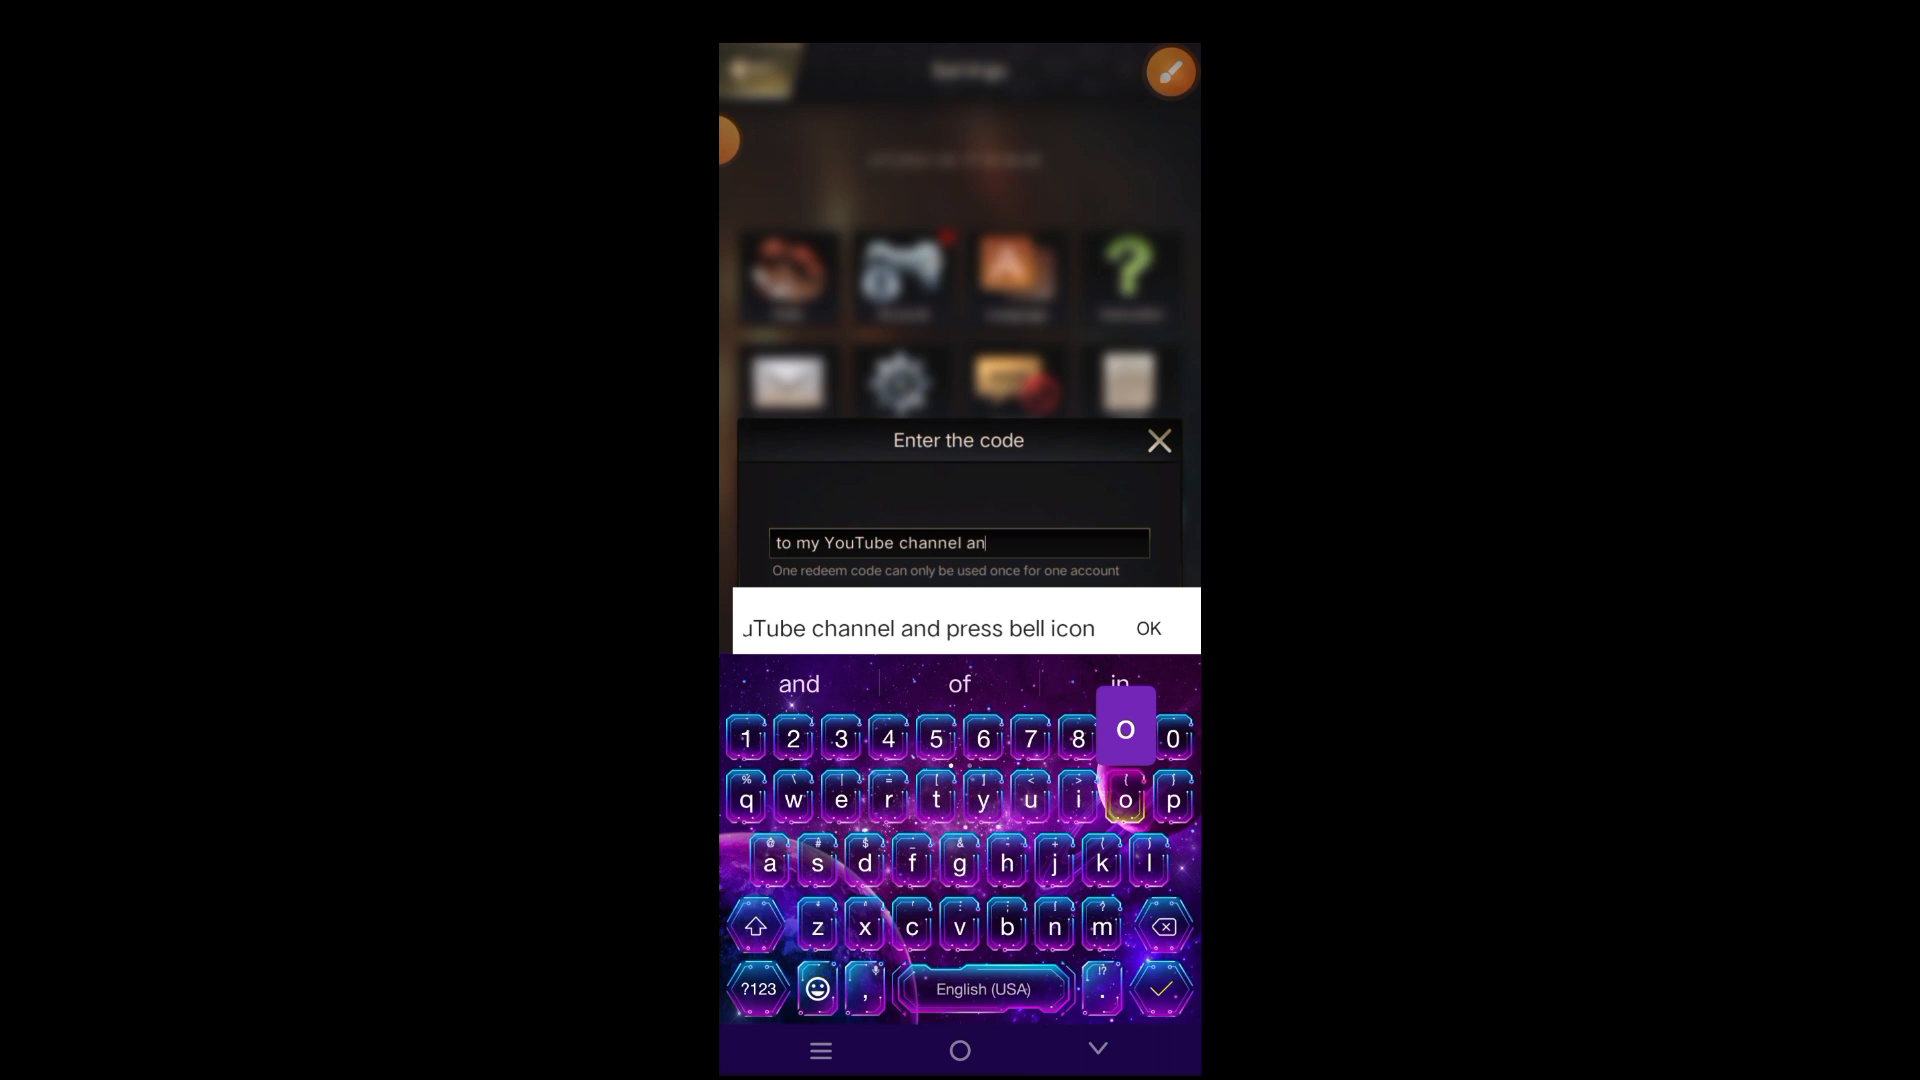 Settings
Enter the code
to my YouTube channel an
One redeem code can only be used once for one account
uTube channel and press bell icon
OK
and of in
o
1 2 3 4 5 6 7 8 0
q w e r t y u i o p
a s d f g h j k l
z x c v b n m
?123 , English (USA) .